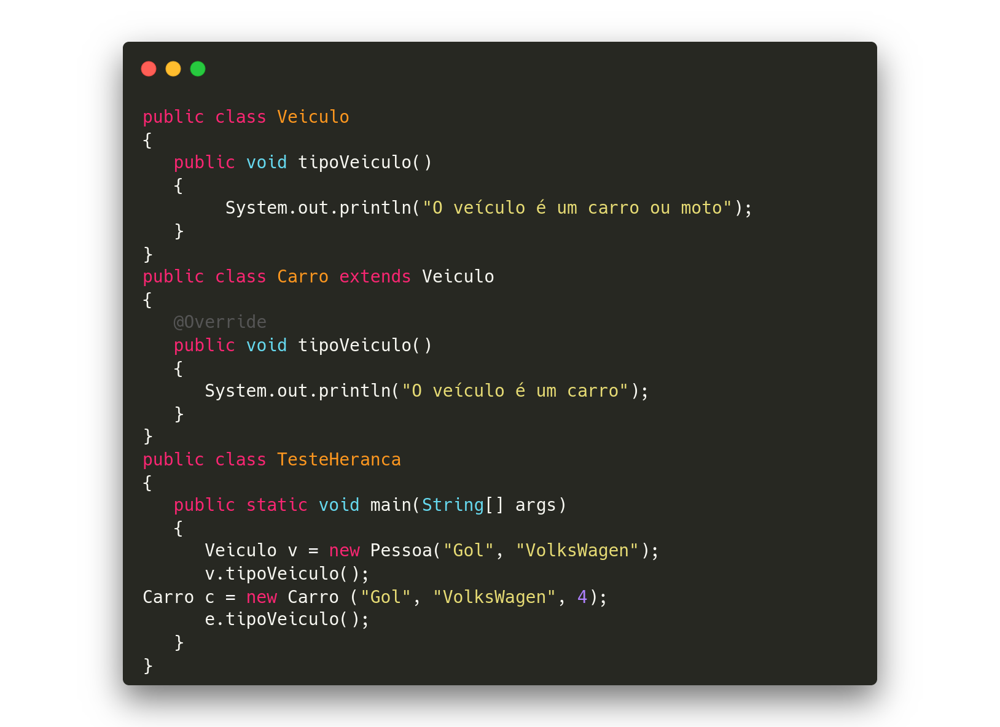 public class Veiculo
{
   public void tipoVeiculo()
   {
        System.out.println("O veículo é um carro ou moto");
   }
}
public class Carro extends Veiculo
{
   @Override
   public void tipoVeiculo()
   {
      System.out.println("O veículo é um carro");
   }
}
public class TesteHeranca
{
   public static void main(String[] args)
   {
      Veiculo v = new Pessoa("Gol", "VolksWagen");
      v.tipoVeiculo();
Carro c = new Carro ("Gol", "VolksWagen", 4);
      e.tipoVeiculo();
   }
}